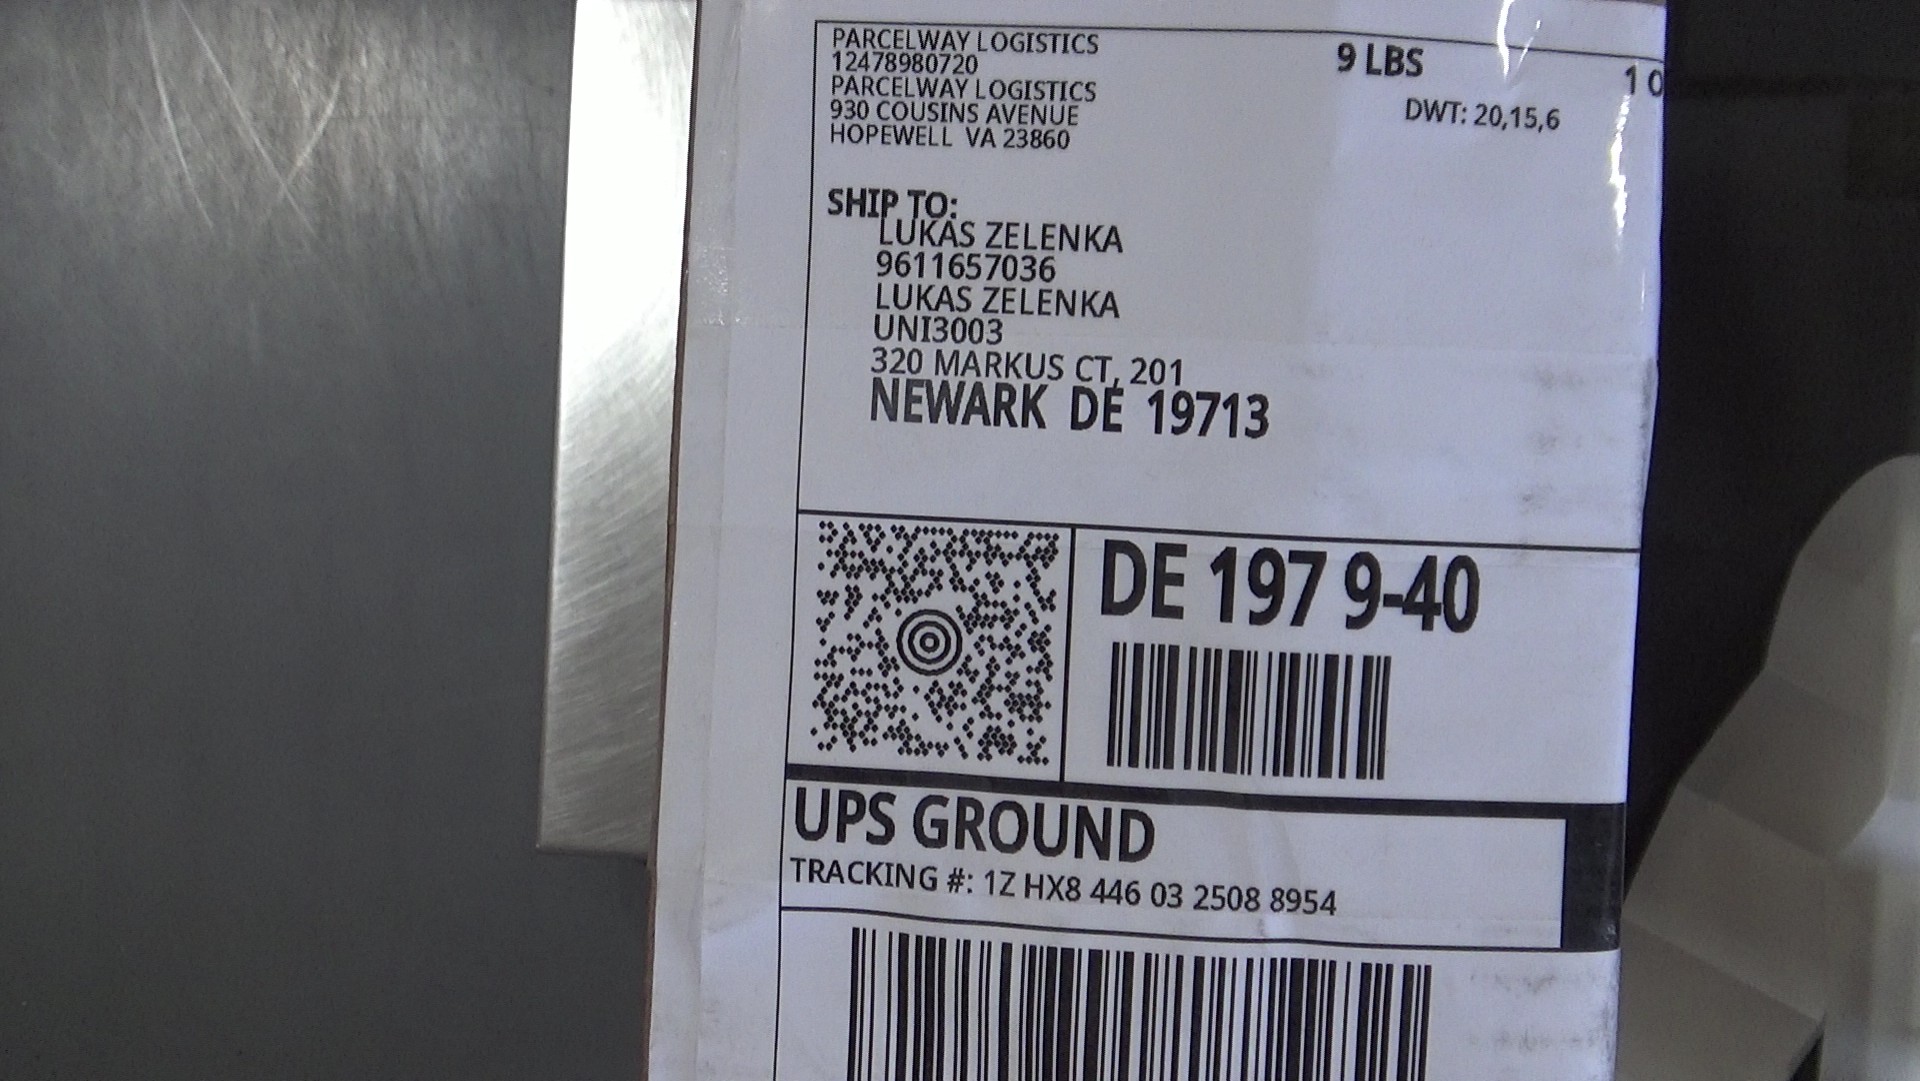 PARCELWAY LOGISTICS
12478980720
PARCELWAY LOGISTICS
930 COUSINS AVENUE
HOPEWELL VA 23860
9 LBS
1 0
DWT: 20,15,6
SHIP TO:
LUKAS ZELENKA
9611657036
LUKAS ZELENKA
UNI3003
320 MARKUS CT, 201
NEWARK DE 19713
DE 197 9-40
UPS GROUND
TRACKING #: 1Z HX8 446 03 2508 8954